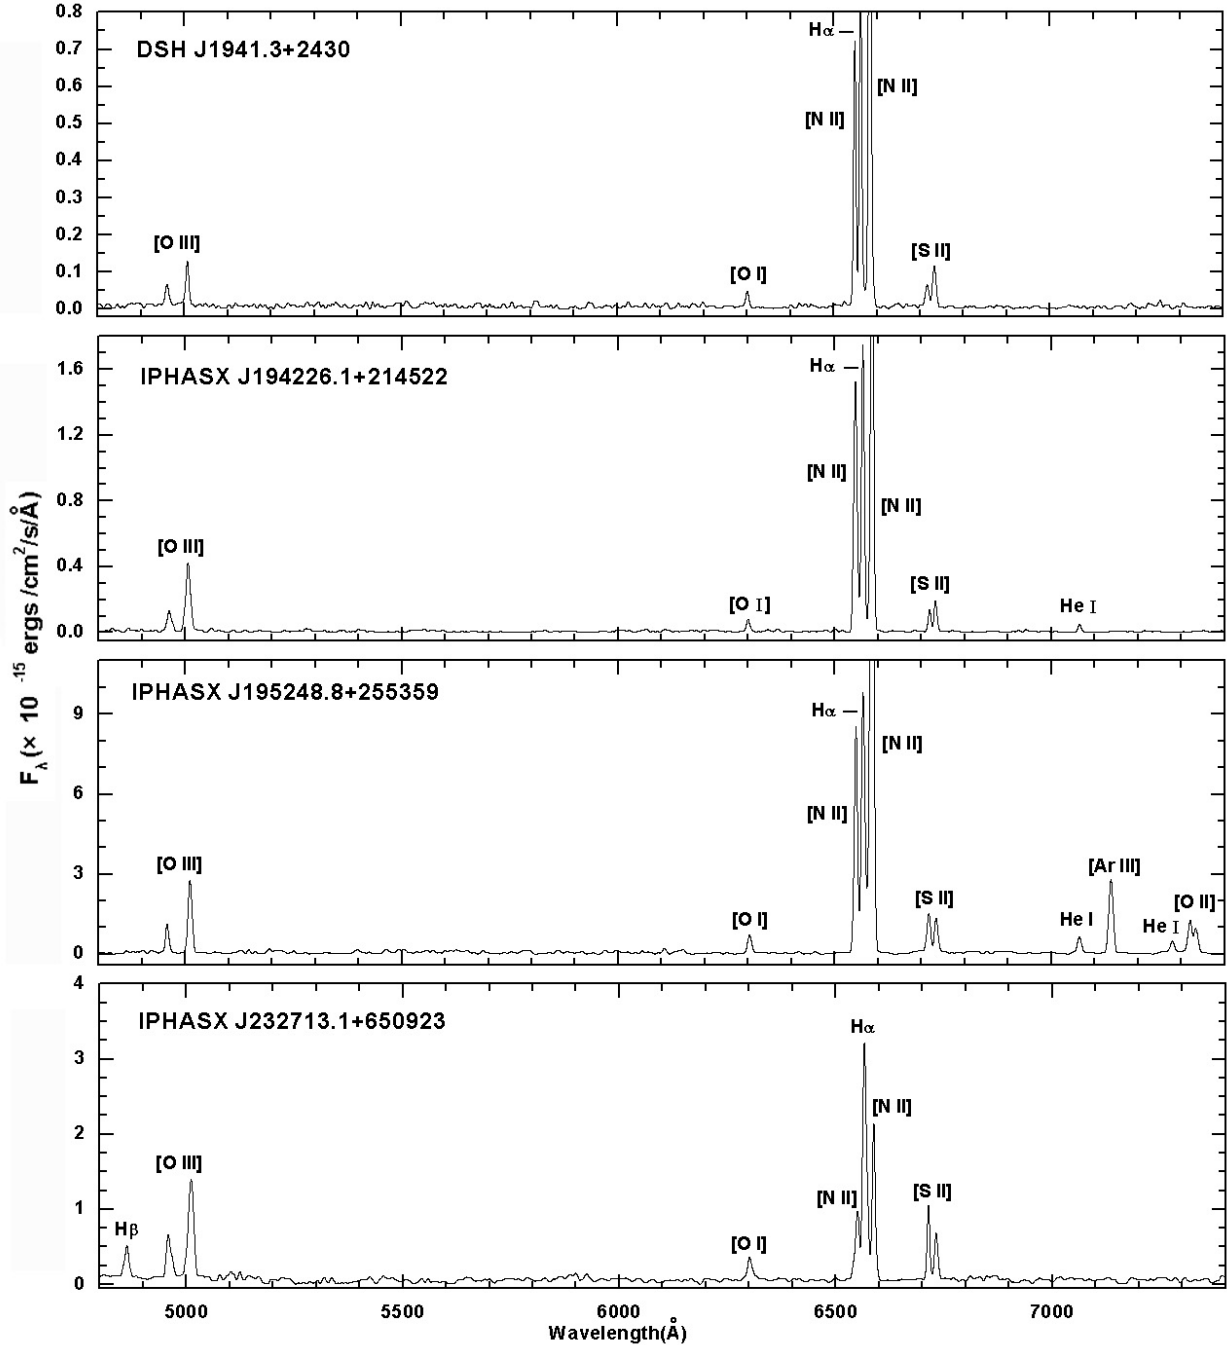 DSH J1941.3+2430
0.8
0.7
0.6
0.5
0.4
0.3
0.2
0.1
0.0
[O III]
[O I]
Hα
[N II]
[N II]
[S II]
IPHASX J194226.1+214522
1.6
1.2
0.8
0.4
0.0
[O III]
[O I]
Hα
[N II]
[N II]
[S II]
He I
IPHASX J195248.8+255359
9
6
3
0
[O III]
[O I]
Hα
[N II]
[N II]
[S II]
He I
[Ar III]
He I
[O II]
IPHASX J232713.1+650923
4
3
2
1
0
Hβ
[O III]
[O I]
[N II]
Hα
[N II]
[S II]
5000 5500 6000 6500 7000
Wavelength(Å)
Fλ (× 10 -15 ergs /cm2/s/Å)